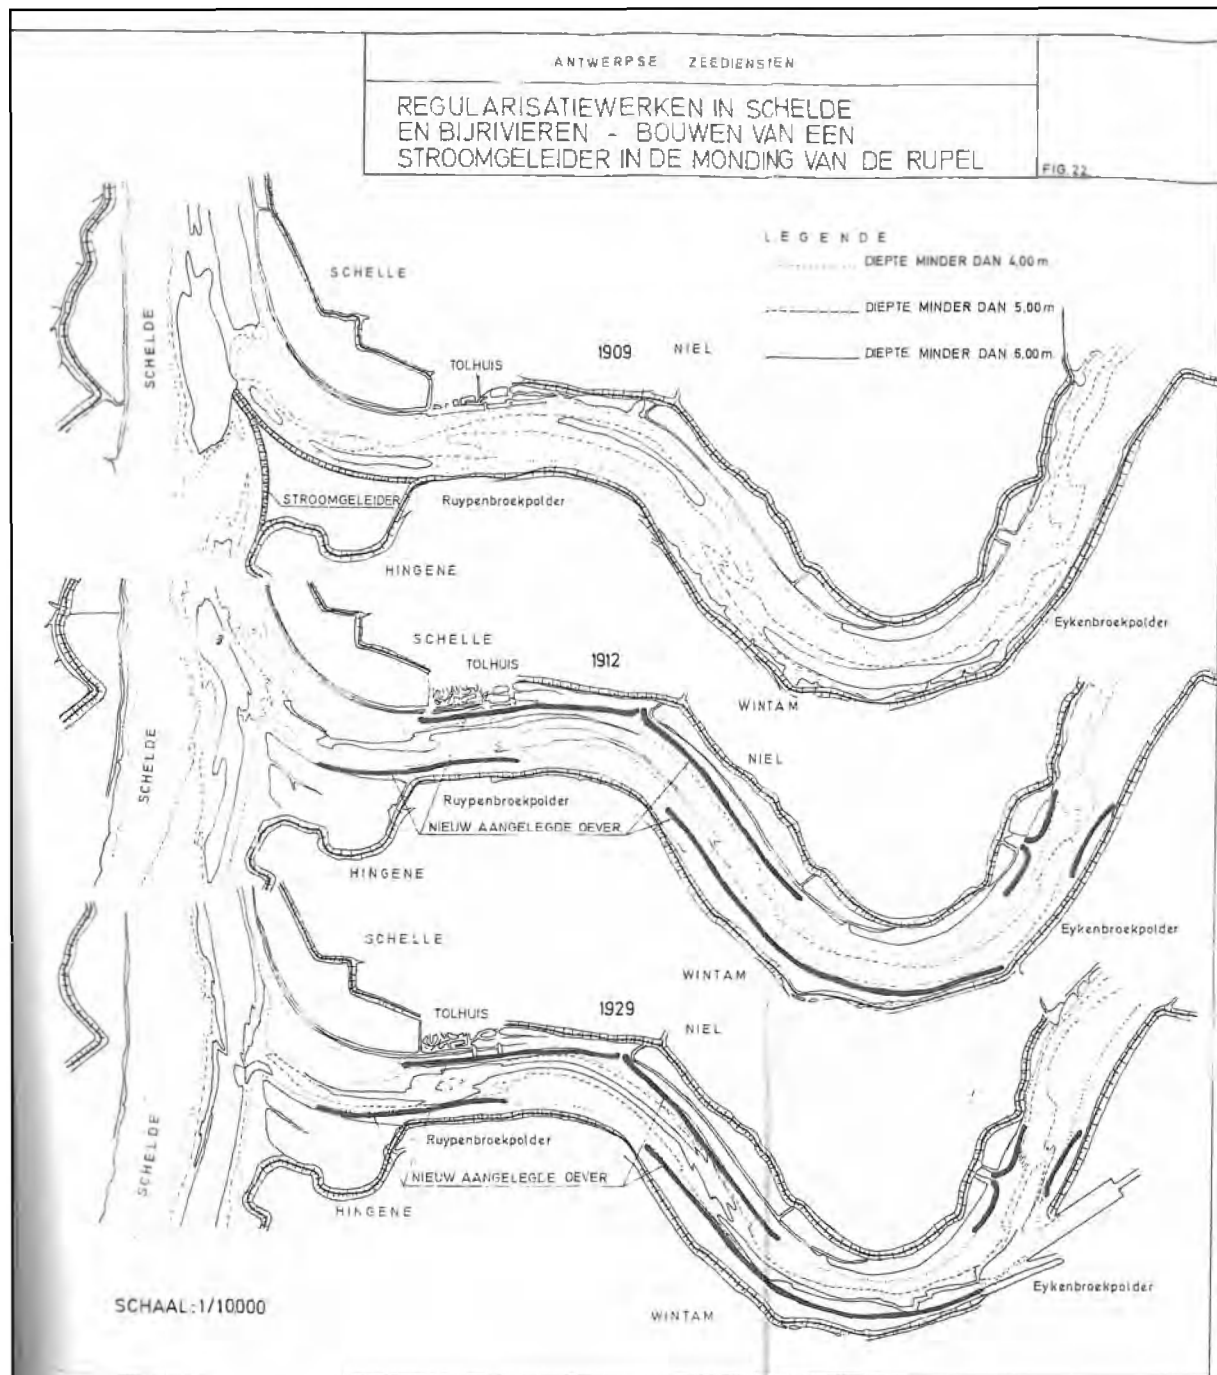 ANTWERPSE ZEEDIENSTEN
REGULARISATIEWERKEN IN SCHELDE
EN BIJRIVIEREN - BOUWEN VAN EEN
STROOMGELEIDER IN DE MONDING VAN DE RUPEL
FIG. 22
LEGENDE
DIEPTE MINDER DAN 4,00 m
DIEPTE MINDER DAN 5,00 m
DIEPTE MINDER DAN 6,00 m
SCHELDE
SCHELLE
TOLHUIS
1909
NIEL
STROOMGELEIDER
Ruypenbroekpolder
HINGENE
Eykenbroekpolder
WINTAM
SCHELDE
SCHELLE
TOLHUIS
1912
NIEL
Ruypenbroekpolder
NIEUW AANGELEGDE OEVER
HINGENE
Eykenbroekpolder
WINTAM
SCHELDE
SCHELLE
TOLHUIS
1929
NIEL
Ruypenbroekpolder
NIEUW AANGELEGDE OEVER
HINGENE
Eykenbroekpolder
WINTAM
SCHAAL: 1/10.000